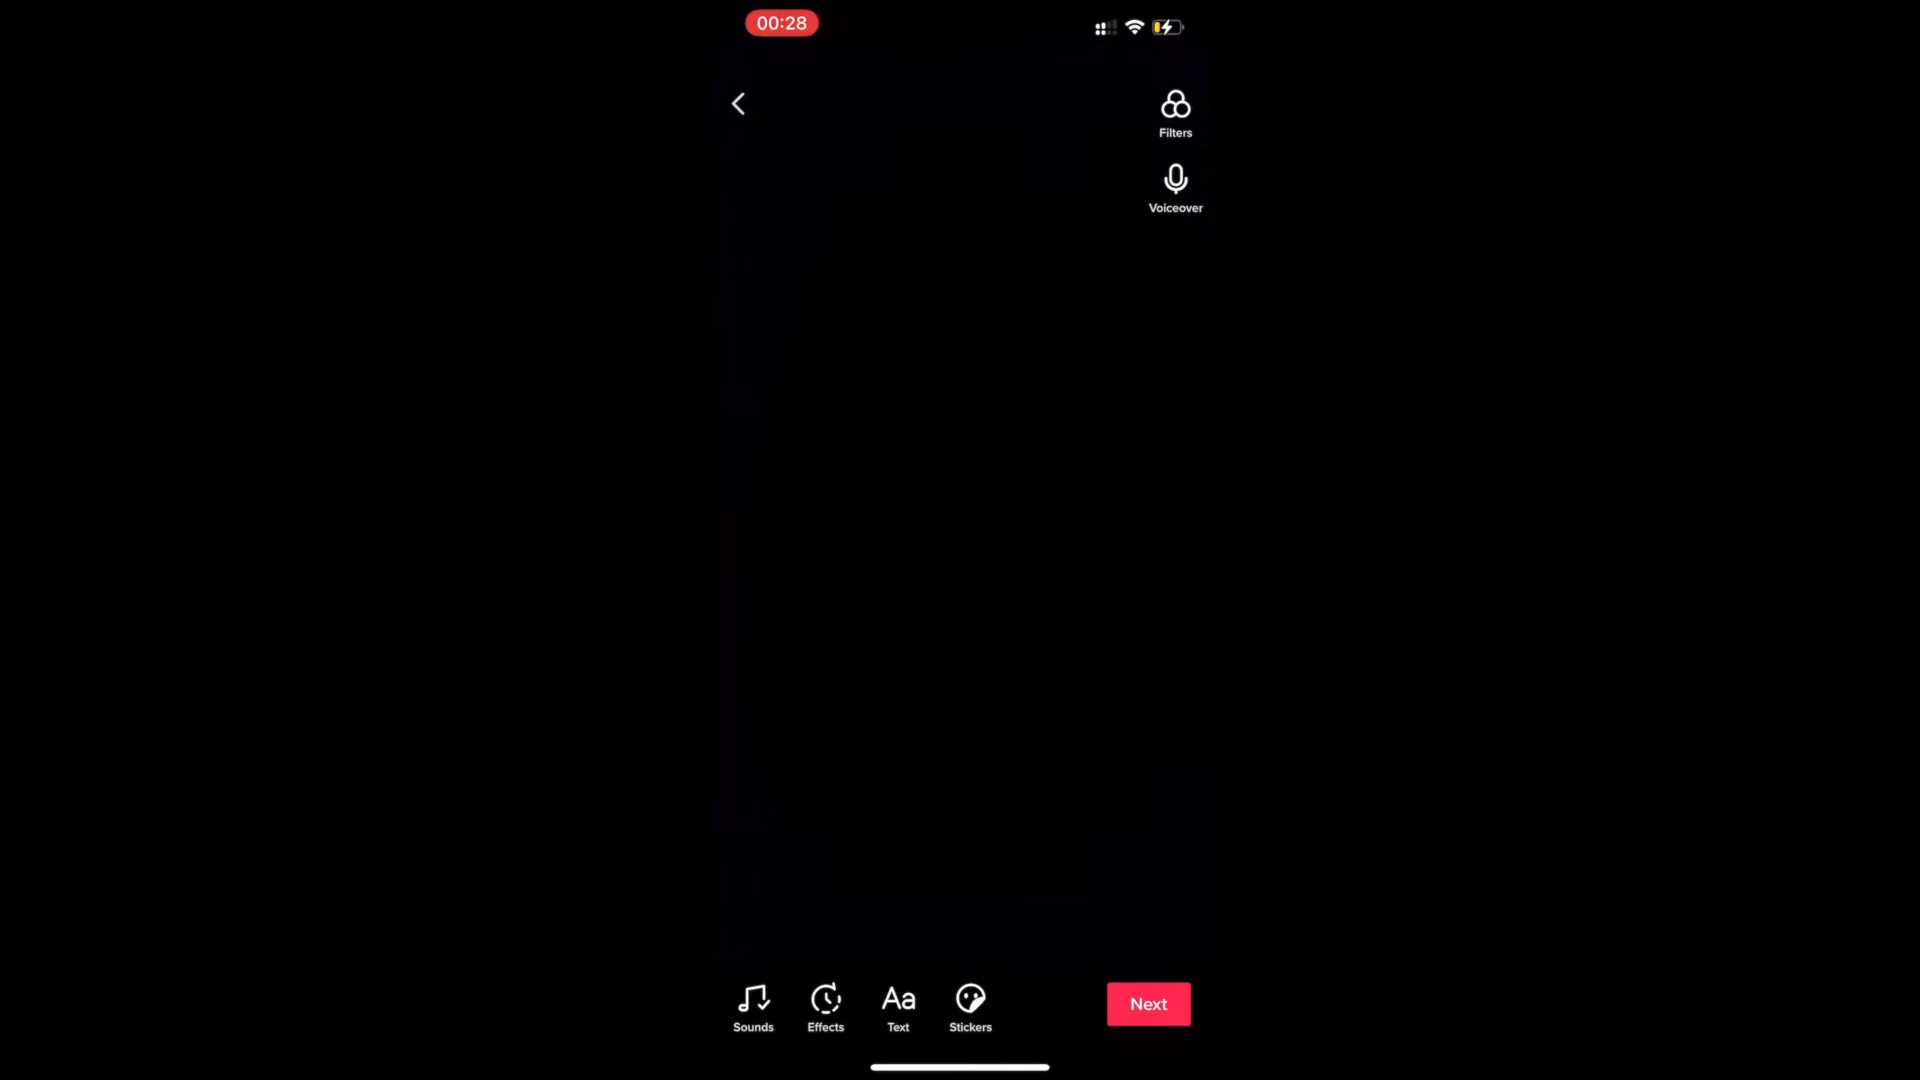 00:28
Filters
Voiceover
Aa
Sounds Effects Text Stickers
Next